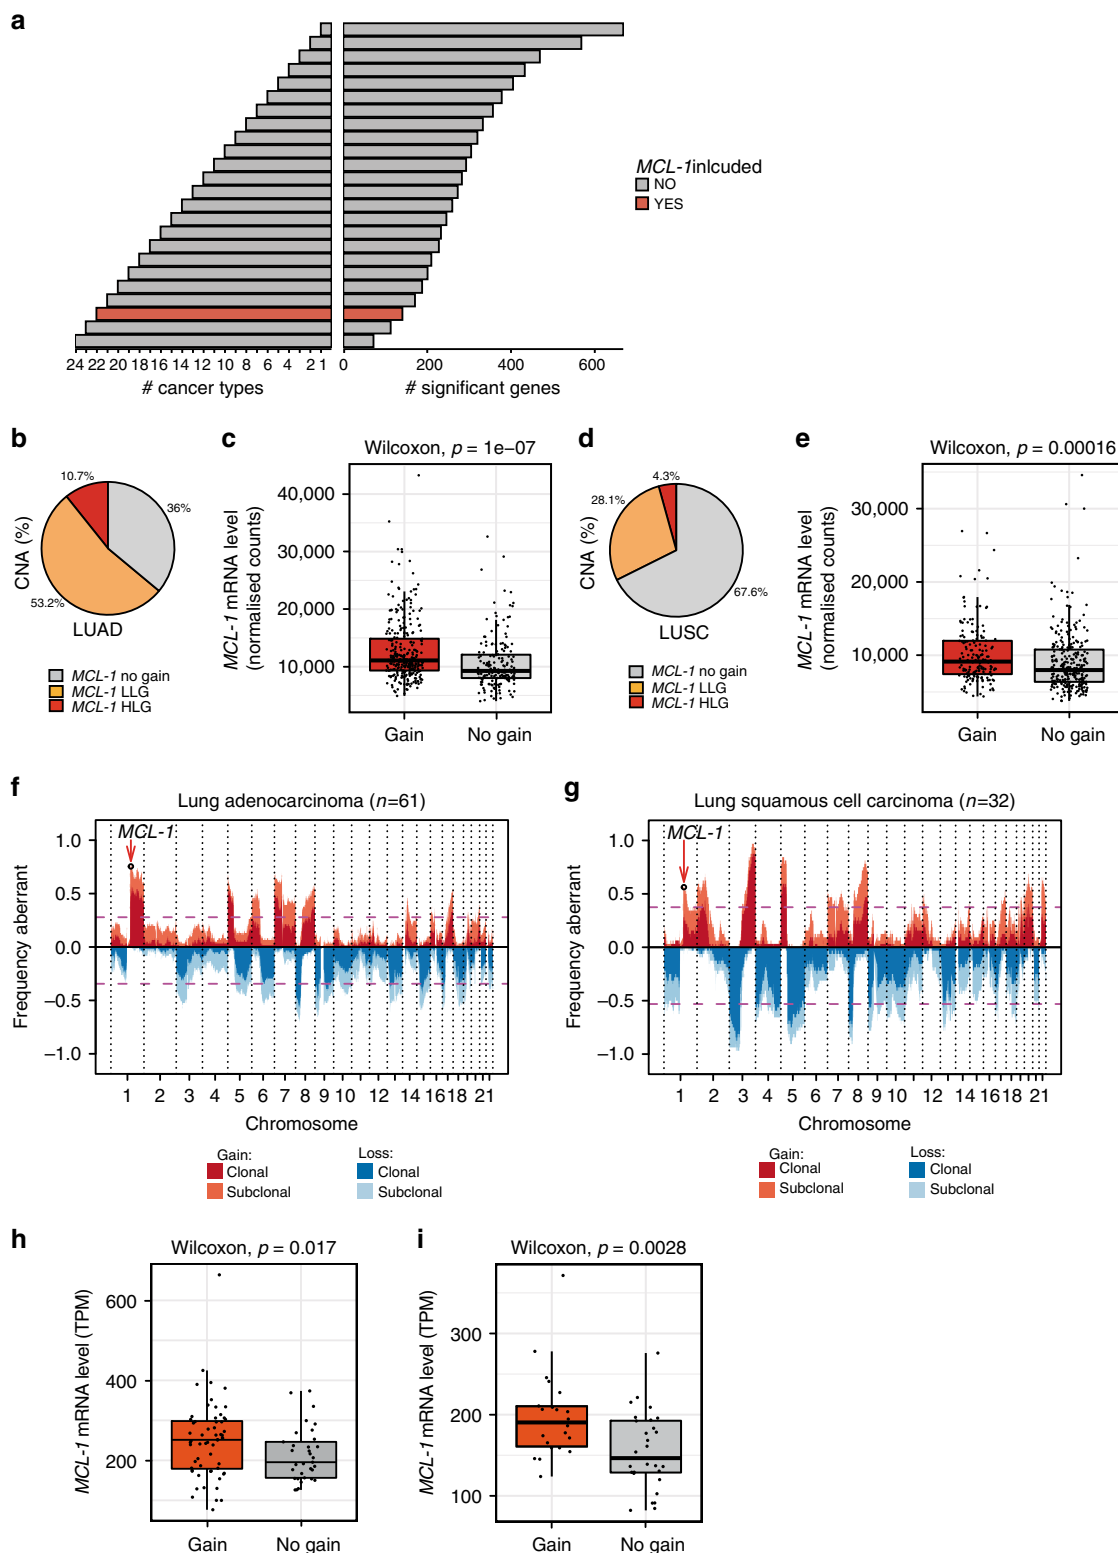 a
MCL-1inlcuded
NO
YES
24 22 20 18 16 14 12 10 8 6 4 2 1
# cancer types
0 200 400 600
# significant genes
b
CNA (%)
10.7%
36%
53.2%
LUAD
MCL-1 no gain
MCL-1 LLG
MCL-1 HLG
c
Wilcoxon, p = 1e−07
MCL-1 mRNA level
(normalised counts)
40,000
30,000
20,000
10,000
Gain No gain
d
CNA (%)
4.3%
28.1%
67.6%
LUSC
MCL-1 no gain
MCL-1 LLG
MCL-1 HLG
e
Wilcoxon, p = 0.00016
MCL-1 mRNA level
(normalised counts)
30,000
20,000
10,000
Gain No gain
f
Lung adenocarcinoma (n=61)
MCL-1
Frequency aberrant
1.0
0.5
0.0
−0.5
−1.0
1 2 3 4 5 6 7 8 9 10 12 14 16 18 21
Chromosome
Gain:
Clonal
Subclonal
Loss:
Clonal
Subclonal
g
Lung squamous cell carcinoma (n=32)
MCL-1
Frequency aberrant
1.0
0.5
0.0
−0.5
−1.0
1 2 3 4 5 6 7 8 9 10 12 14 16 18 21
Chromosome
Gain:
Clonal
Subclonal
Loss:
Clonal
Subclonal
h
Wilcoxon, p = 0.017
MCL-1 mRNA level (TPM)
600
400
200
Gain No gain
i
Wilcoxon, p = 0.0028
MCL-1 mRNA level (TPM)
300
200
100
Gain No gain